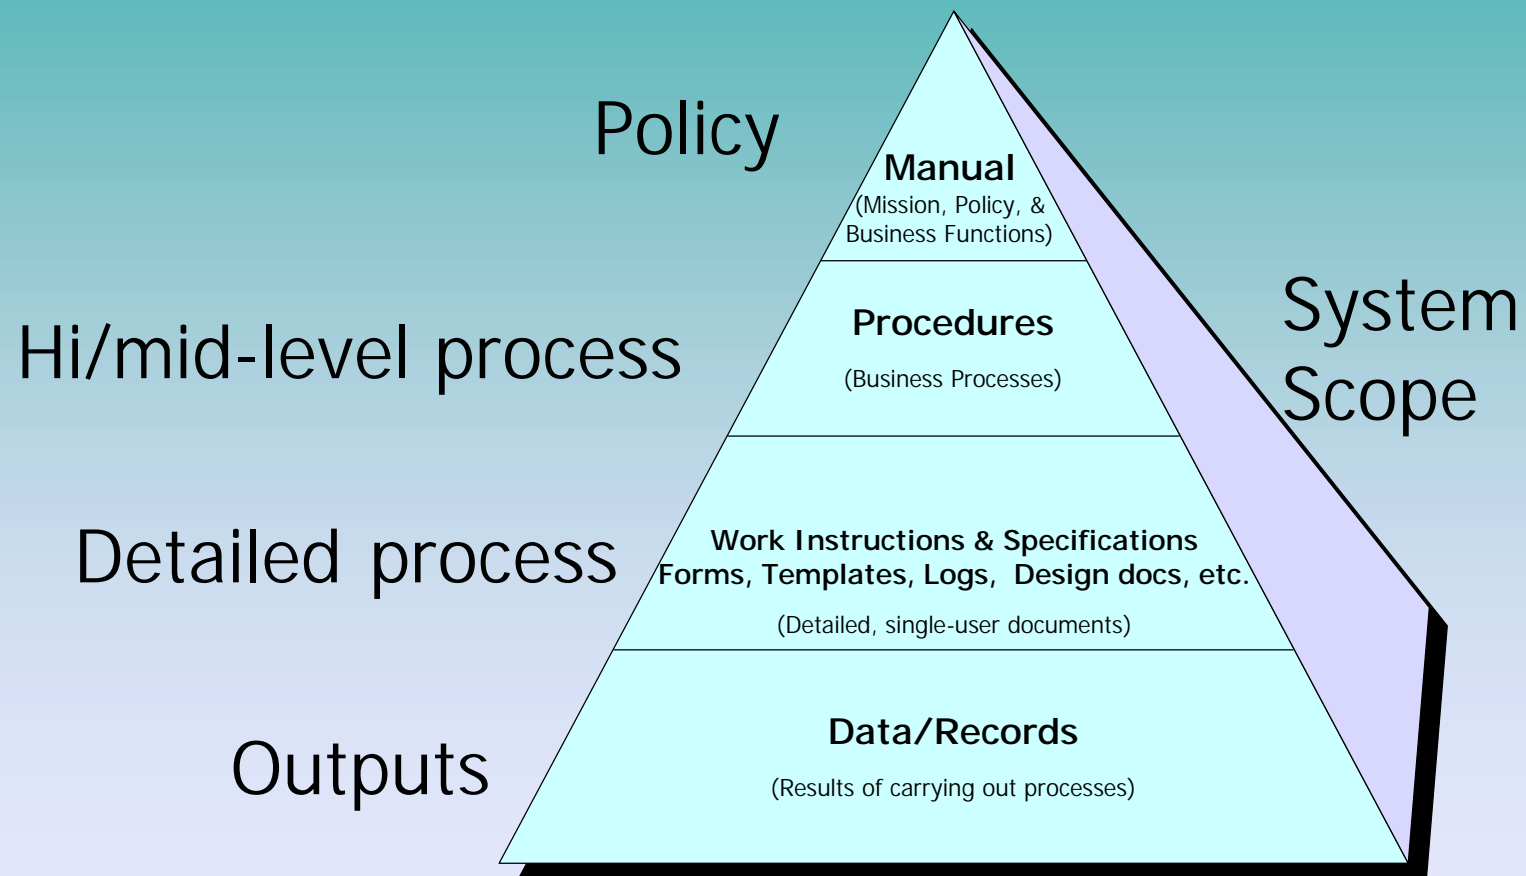 Policy
Manual
(Mission, Policy, &
Business Functions)
Hi/mid-level process
Procedures
(Business Processes)
System
Scope
Detailed process
Work Instructions & Specifications
Forms, Templates, Logs, Design docs, etc.
(Detailed, single-user documents)
Outputs
Data/Records
(Results of carrying out processes)